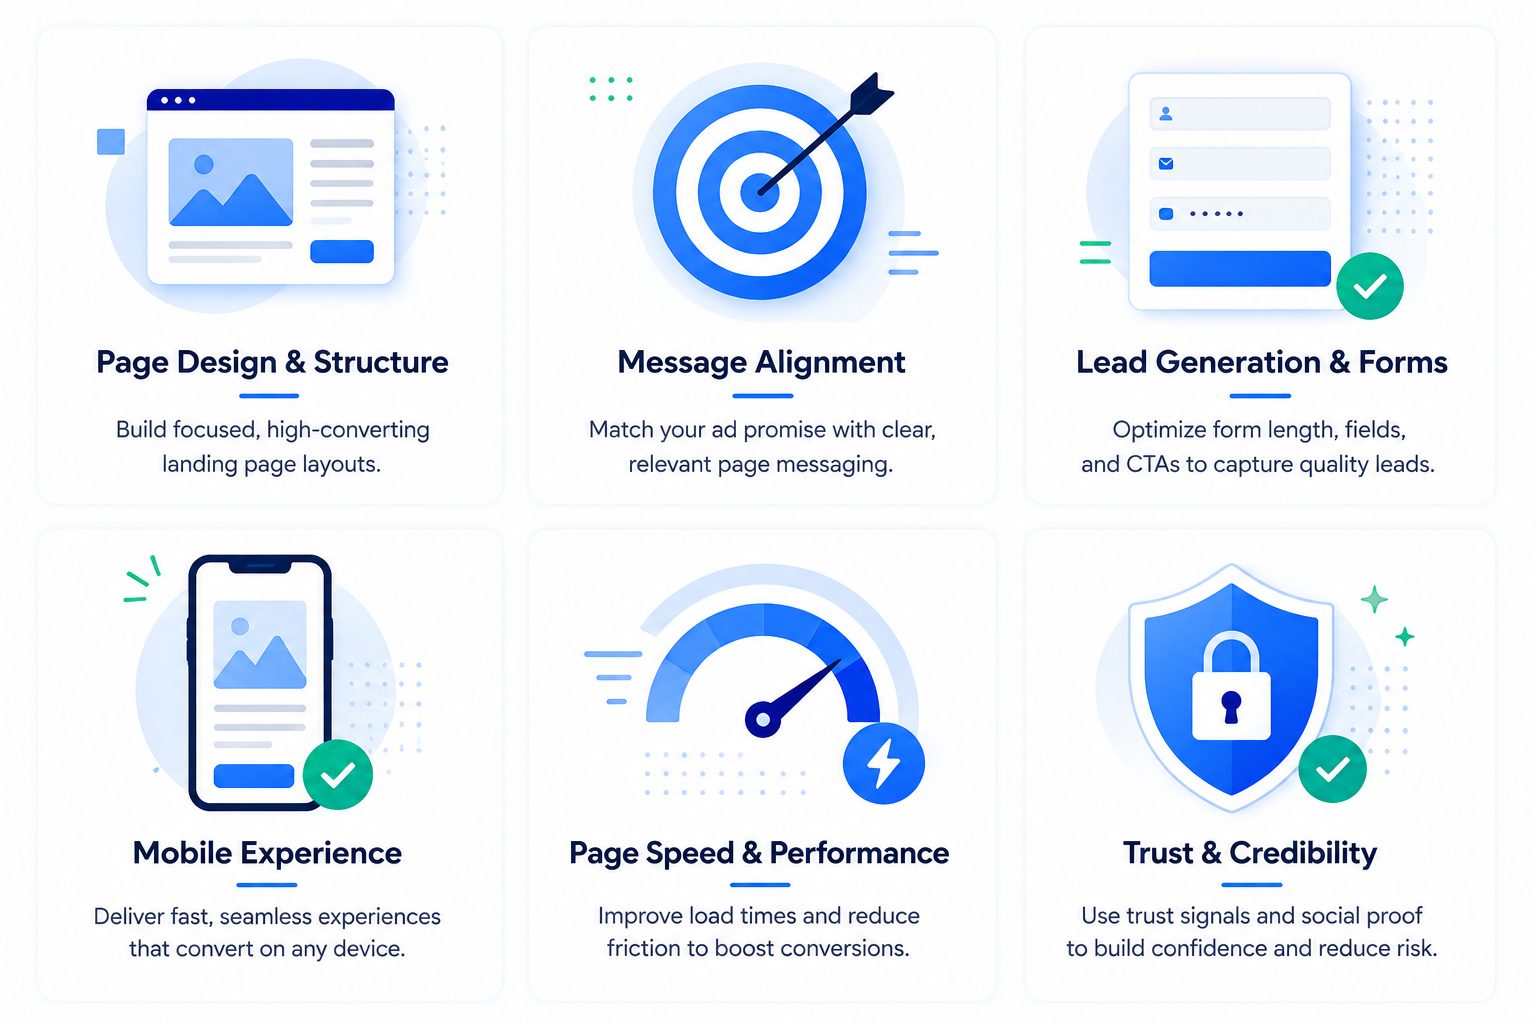 Page Design & Structure
Build focused, high-converting
landing page layouts.
Message Alignment
Match your ad promise with clear,
relevant page messaging.
Lead Generation & Forms
Optimize form length, fields,
and CTAs to capture quality leads.
Mobile Experience
Deliver fast, seamless experiences
that convert on any device.
Page Speed & Performance
Improve load times and reduce
friction to boost conversions.
Trust & Credibility
Use trust signals and social proof
to build confidence and reduce risk.